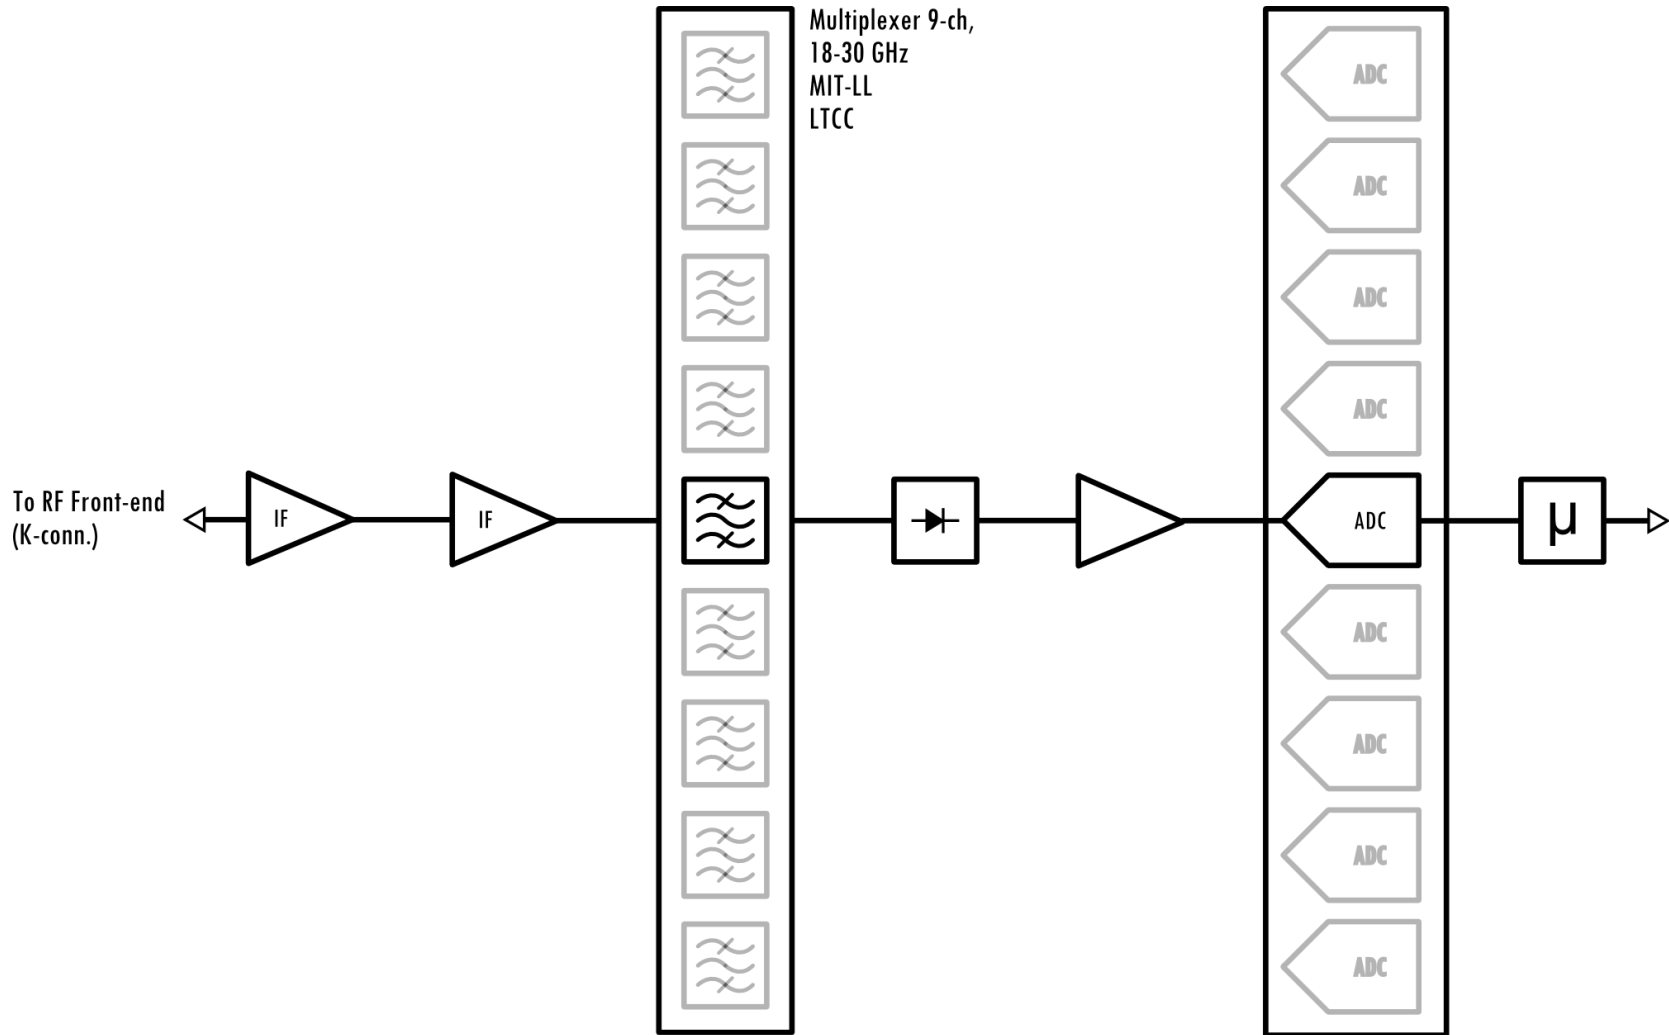 Multiplexer 9-ch,
18-30 GHz
MIT-LL
LTCC
ADC
ADC
ADC
ADC
To RF Front-end
(K-conn.)
IF
IF
ADC
μ
ADC
ADC
ADC
ADC